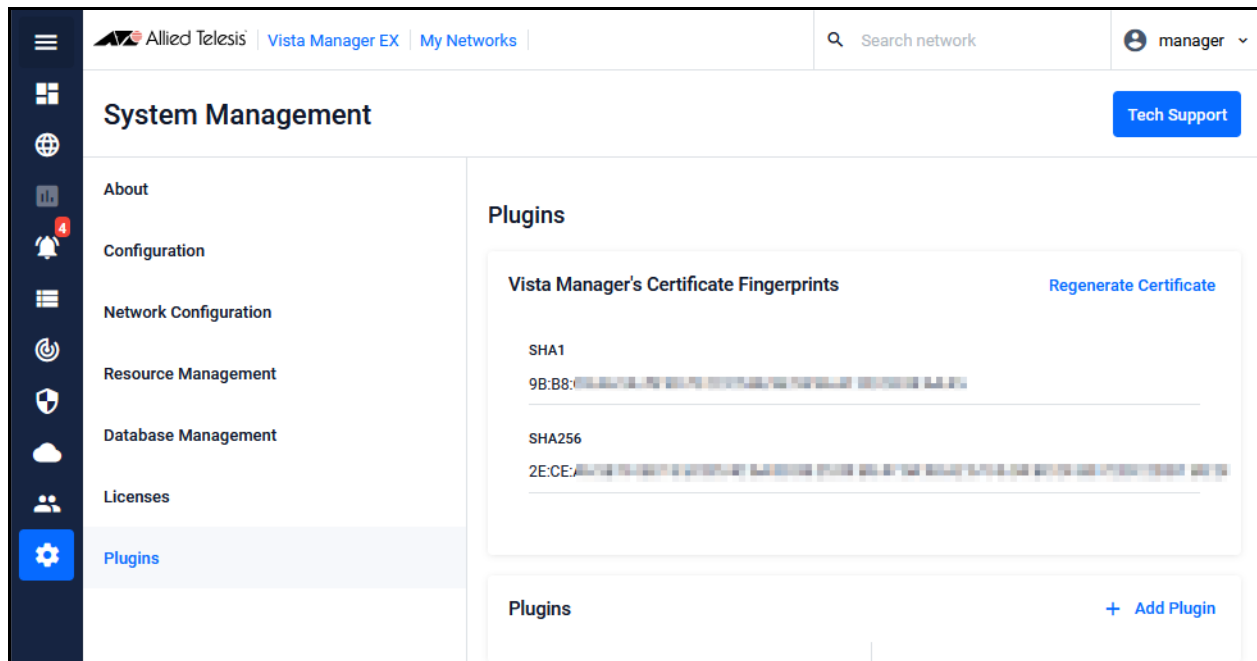 Allied Telesis Vista Manager EX My Networks Search network manager
System Management Tech Support
4
About
Configuration
Network Configuration
Resource Management
Database Management
Licenses
Plugins
Plugins
Vista Manager's Certificate Fingerprints Regenerate Certificate
SHA1
9B:B8:
SHA256
2E:CE:
Plugins + Add Plugin